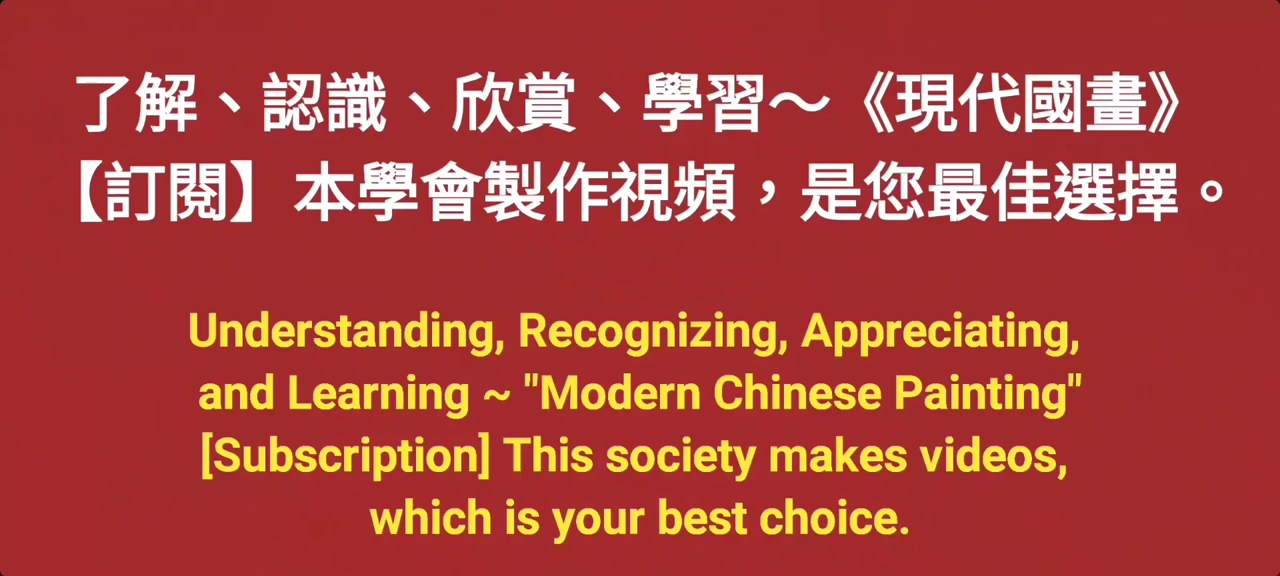 了解、認識、欣賞、學習～《現代國畫》
【訂閱】本學會製作視頻，是您最佳選擇。
Understanding, Recognizing, Appreciating,
and Learning ~ "Modern Chinese Painting"
[Subscription] This society makes videos,
which is your best choice.